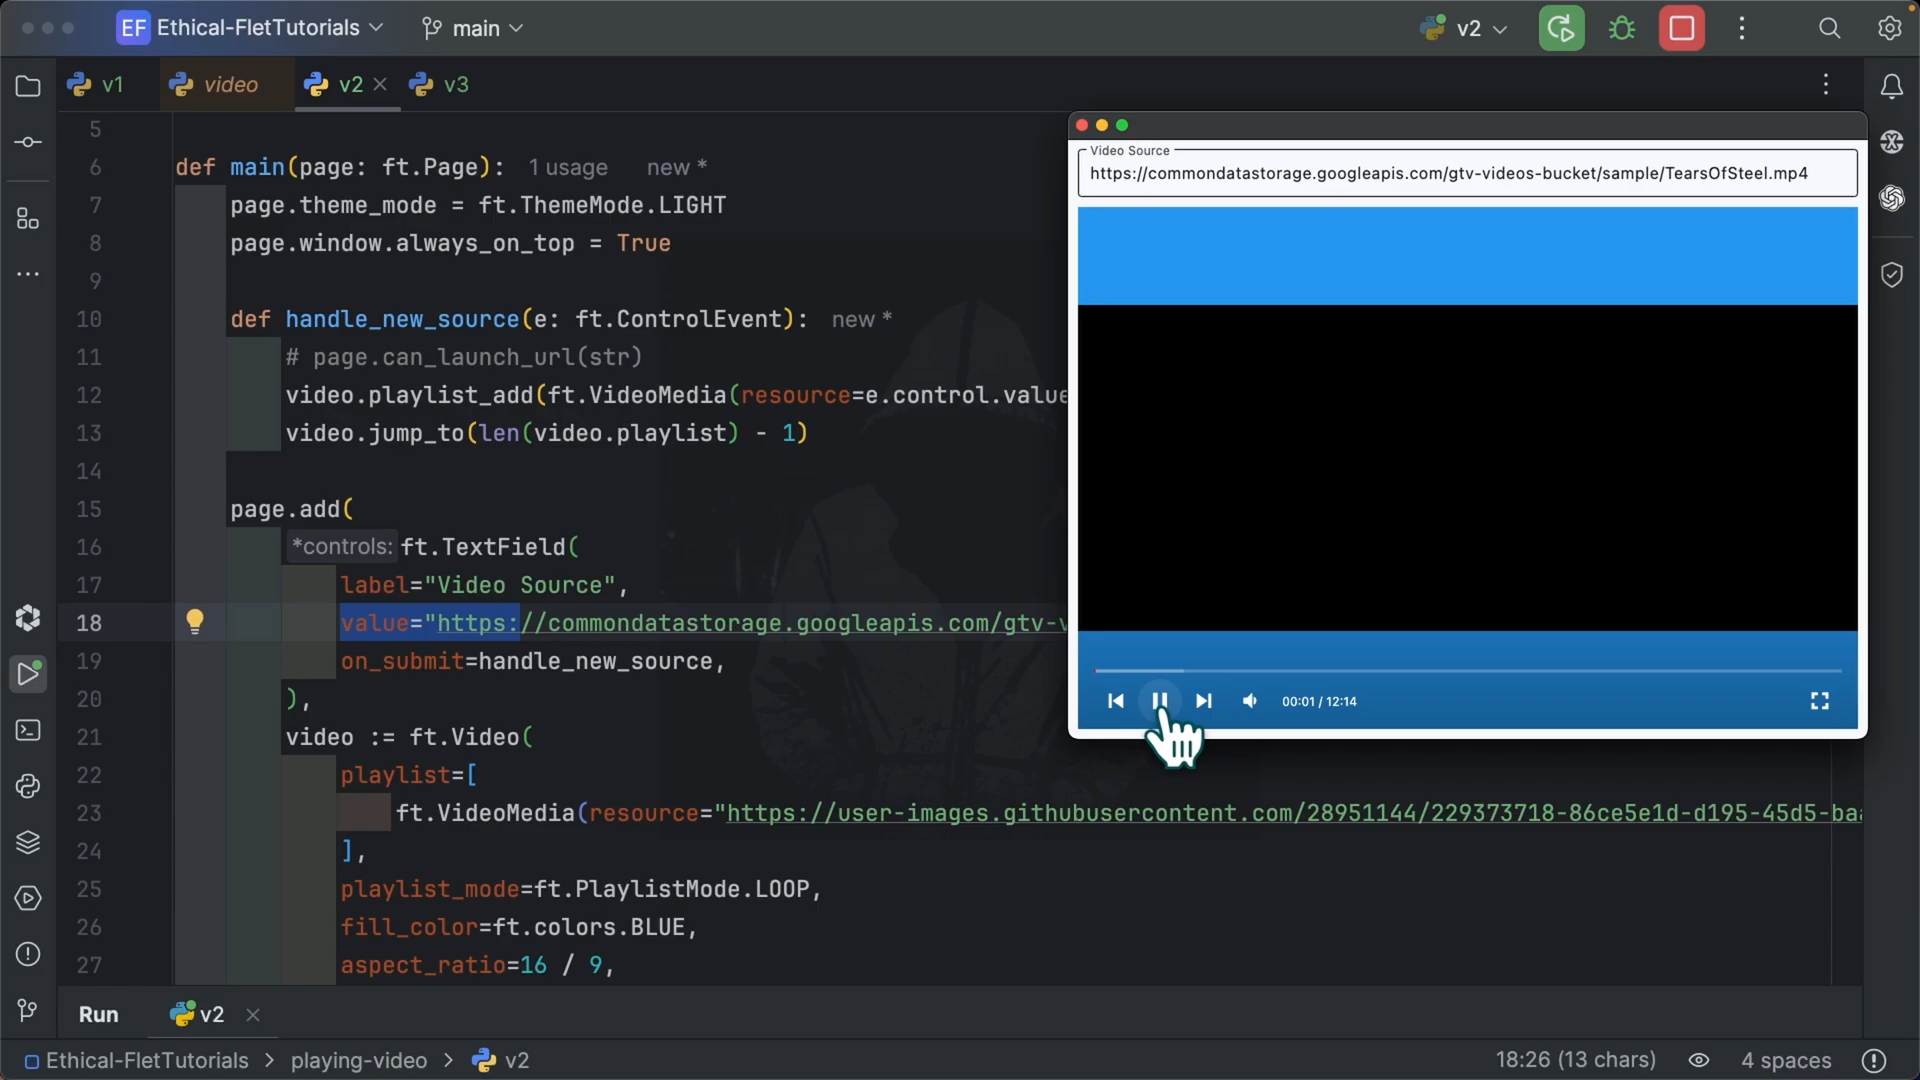 EF Ethical-FletTutorials main v2
v1 video v2 v3
5
6 def main(page: ft.Page): 1 usage new *
7 page.theme_mode = ft.ThemeMode.LIGHT
8 page.window.always_on_top = True
9
10 def handle_new_source(e: ft.ControlEvent): new *
11 # page.can_launch_url(str)
12 video.playlist_add(ft.VideoMedia(resource=e.control.value
13 video.jump_to(len(video.playlist) - 1)
14
15 page.add(
16 *controls: ft.TextField(
17 label="Video Source",
18 value="https://commondatastorage.googleapis.com/gtv-v
19 on_submit=handle_new_source,
20 ),
21 video := ft.Video(
22 playlist=[
23 ft.VideoMedia(resource="https://user-images.githubusercontent.com/28951144/229373718-86ce5e1d-d195-45d5-baa
24 ],
25 playlist_mode=ft.PlaylistMode.LOOP,
26 fill_color=ft.colors.BLUE,
27 aspect_ratio=16 / 9,
Video Source
https://commondatastorage.googleapis.com/gtv-videos-bucket/sample/TearsOfSteel.mp4
00:01 / 12:14
Run v2
Ethical-FletTutorials > playing-video > v2 18:26 (13 chars) 4 spaces